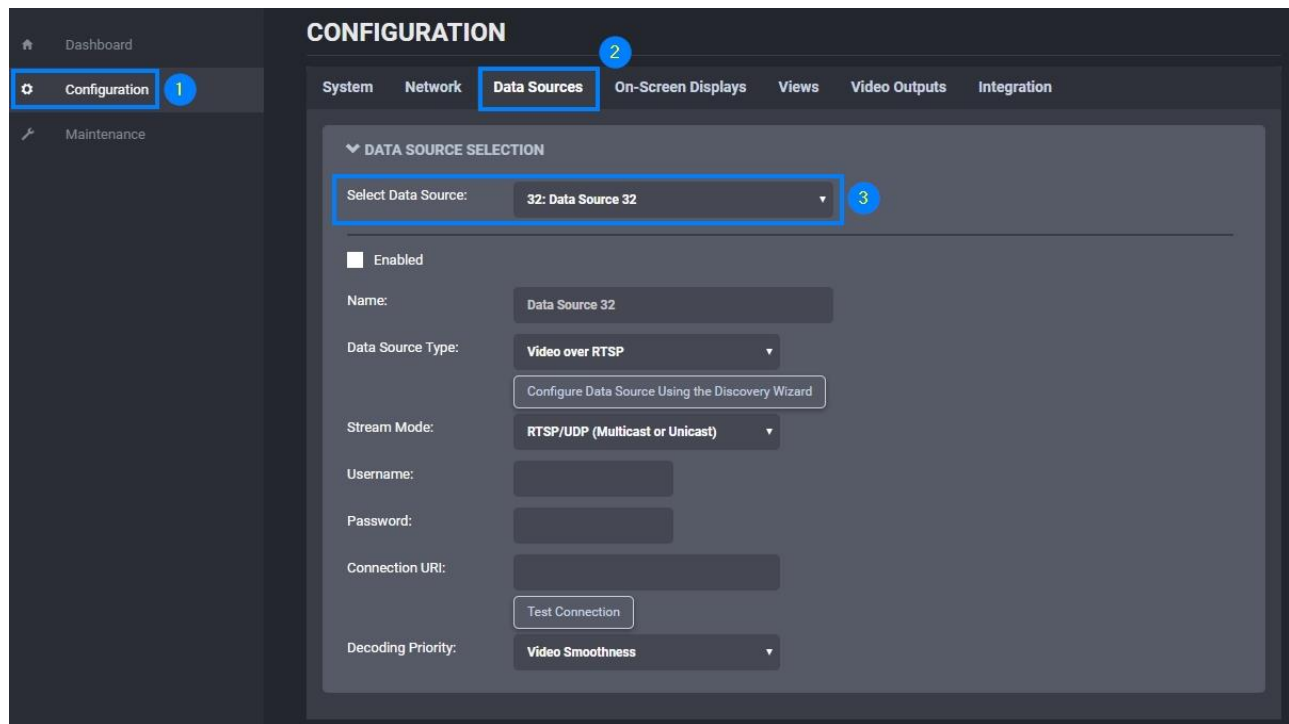 CONFIGURATION
2
Dashboard
Configuration 1
Maintenance
System Network Data Sources On-Screen Displays Views Video Outputs Integration
DATA SOURCE SELECTION
Select Data Source: 32: Data Source 32 3
Enabled
Name: Data Source 32
Data Source Type: Video over RTSP
Configure Data Source Using the Discovery Wizard
Stream Mode: RTSP/UDP (Multicast or Unicast)
Username:
Password:
Connection URI:
Test Connection
Decoding Priority: Video Smoothness